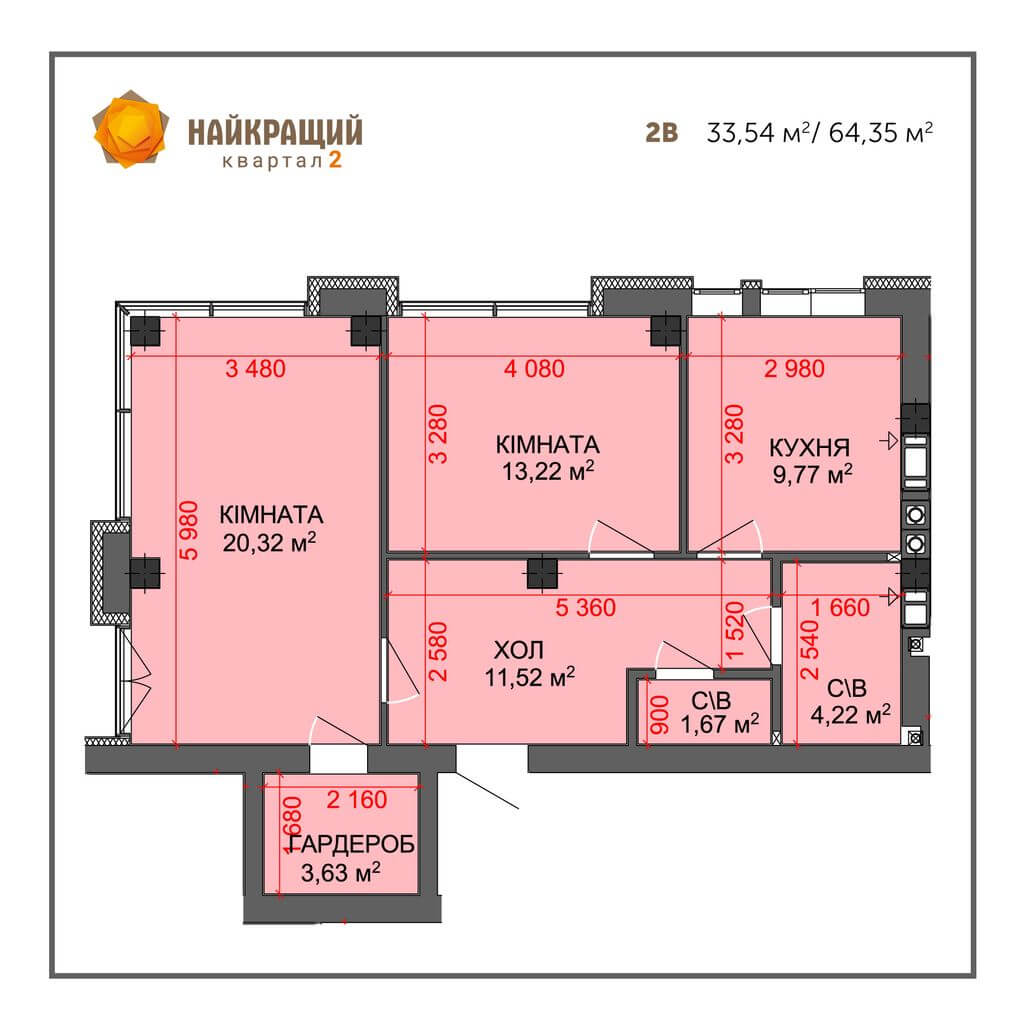 НАЙКРАЩИЙ
квартал 2
2В 33,54 м²/ 64,35 м²
3 480
4 080
2 980
3 280
3 280
КІМНАТА
13,22 м²
КУХНЯ
9,77 м²
5 980
КІМНАТА
20,32 м²
5 360
1 660
2 580
1 520
2 540
ХОЛ
11,52 м²
900
С\В
1,67 м²
С\В
4,22 м²
2 160
1 680
ГАРДЕРОБ
3,63 м²